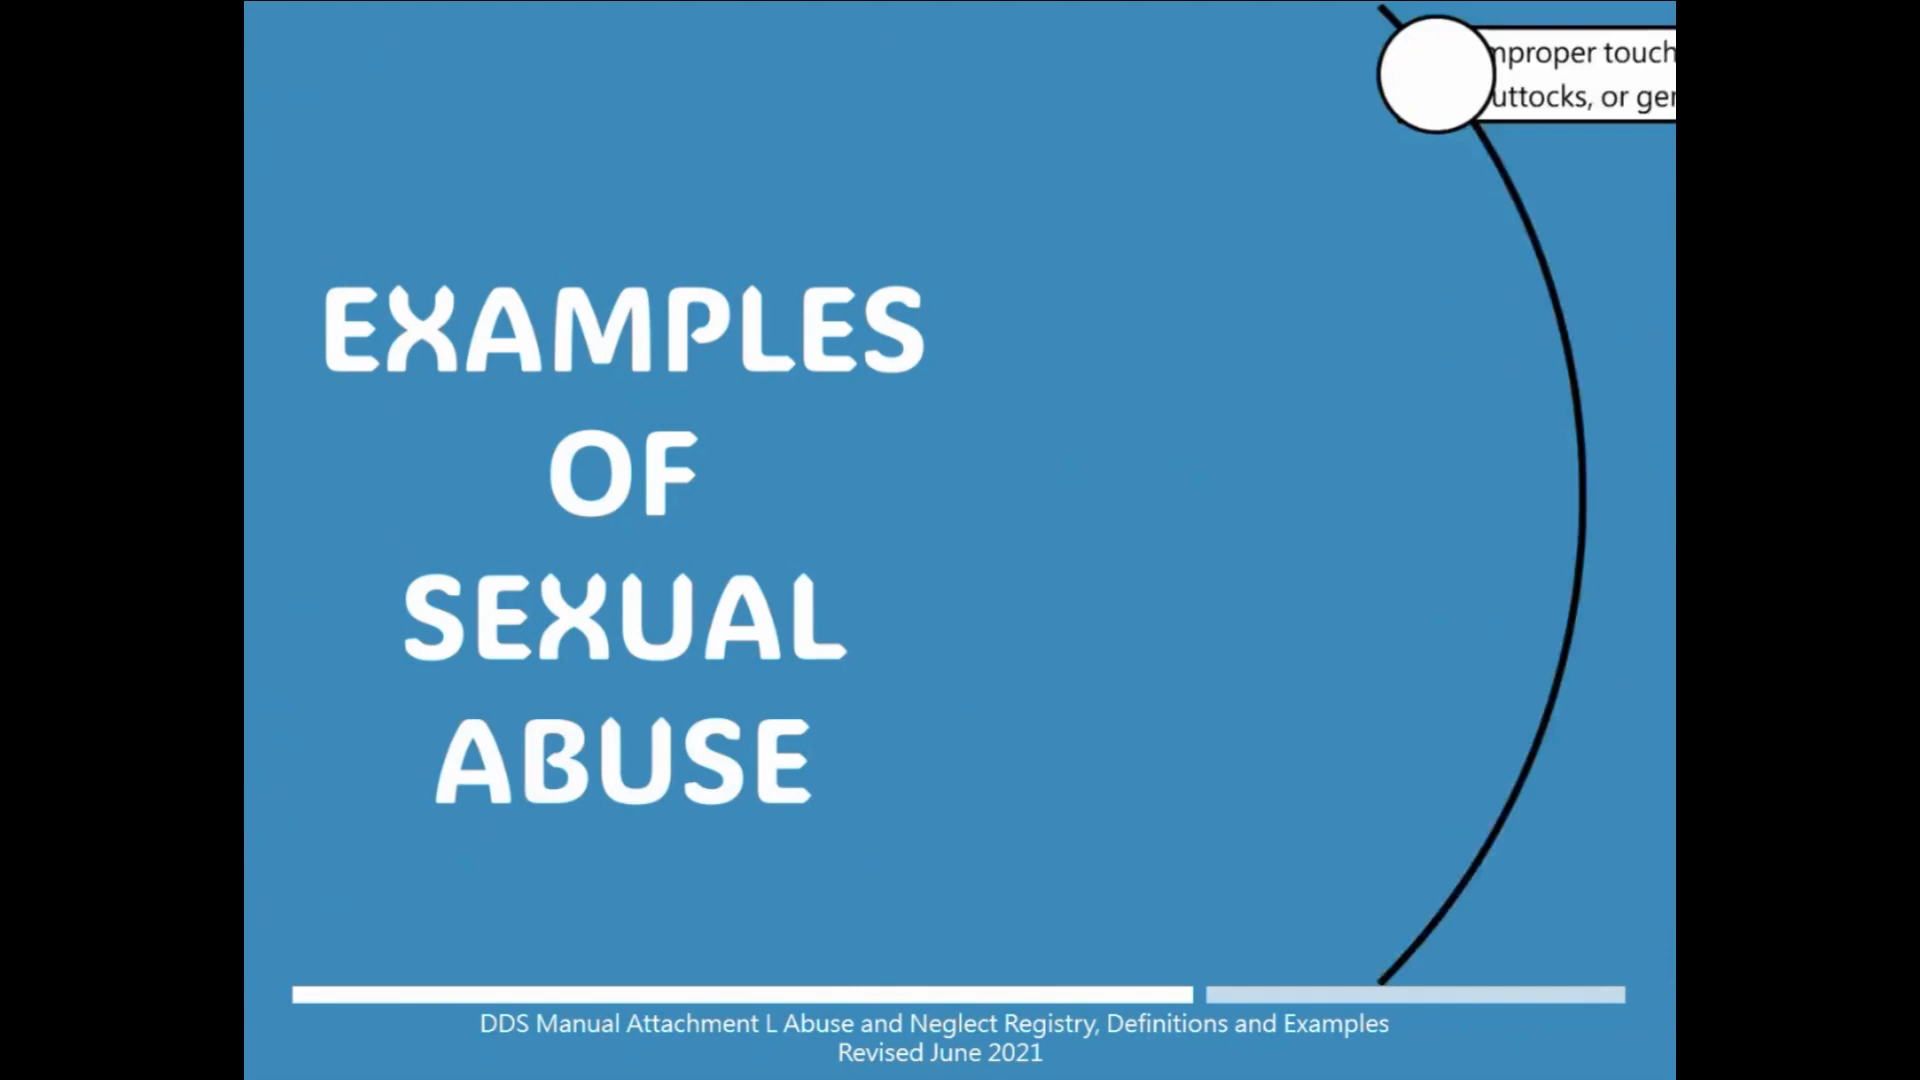 EXAMPLES
OF
SEXUAL
ABUSE
mproper touch
uttocks, or ger
DDS Manual Attachment L Abuse and Neglect Registry, Definitions and Examples
Revised June 2021